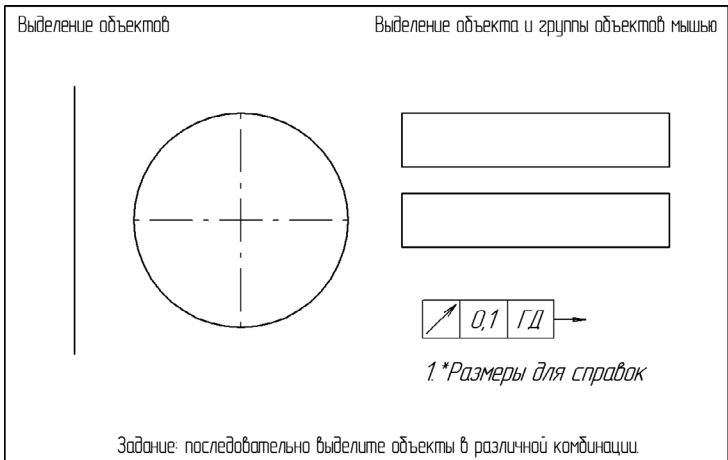 Выделение объектов
Выделение объекта и группы объектов мышью
0,1 ГД
1.*Размеры для справок
Задание: последовательно выделите объекты в различной комбинации.